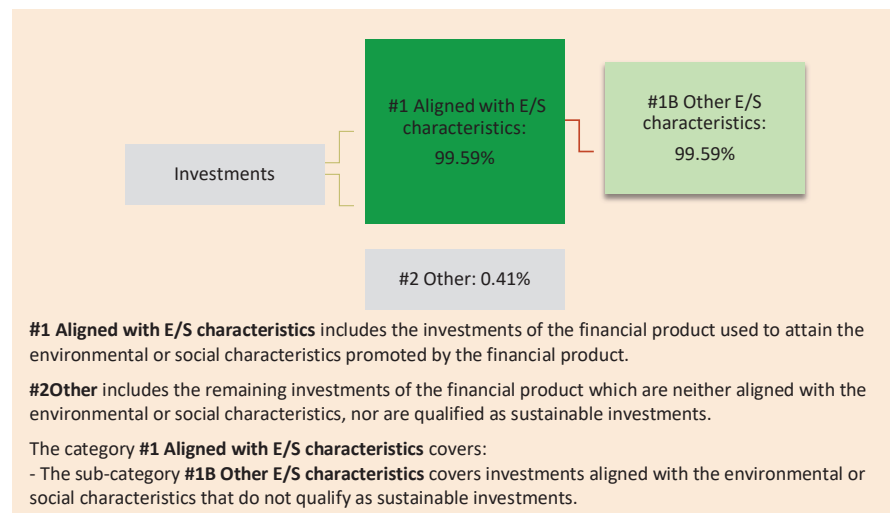 #1 Aligned with E/S
characteristics:
99.59%
#1B Other E/S
characteristics:
99.59%
Investments
#2 Other: 0.41%
#1 Aligned with E/S characteristics includes the investments of the financial product used to attain the
environmental or social characteristics promoted by the financial product.
#2Other includes the remaining investments of the financial product which are neither aligned with the
environmental or social characteristics, nor are qualified as sustainable investments.
The category #1 Aligned with E/S characteristics covers:
- The sub-category #1B Other E/S characteristics covers investments aligned with the environmental or
social characteristics that do not qualify as sustainable investments.